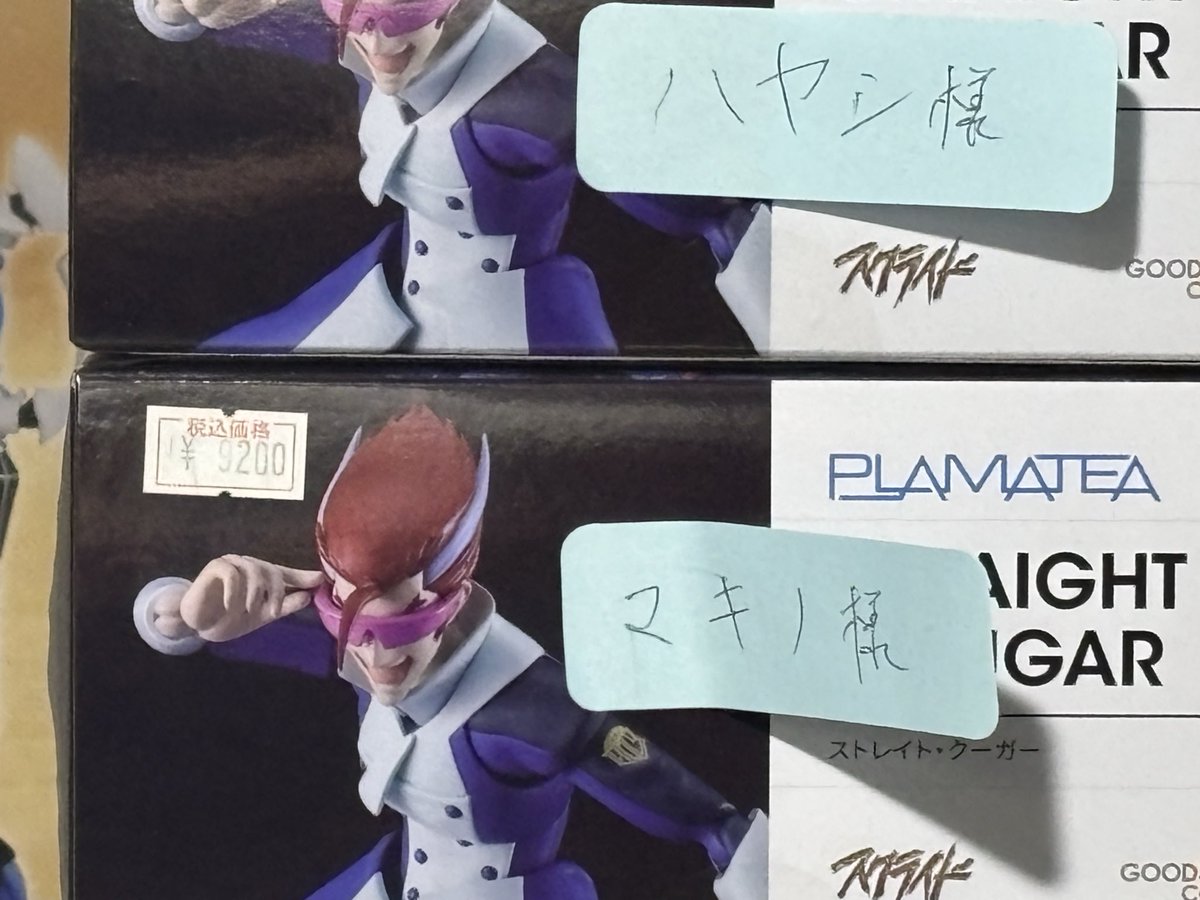 AR
ハヤシ様
スクライド
GOOD
C
税込価格
¥ 9200
PLAMATEA
AIGHT
UGAR
マキノ様
ストレイト・クーガー
スクライド
GOOD
C